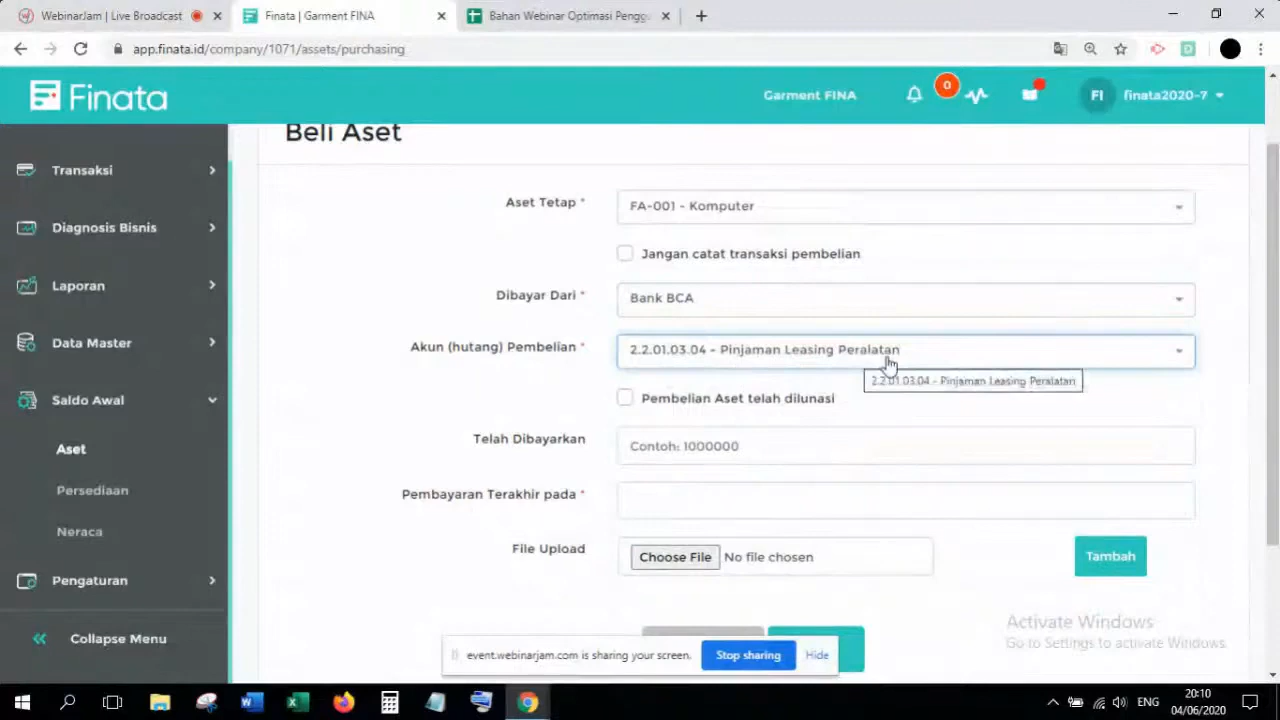 WebinarJam | Live Broadcast
Finata | Garment FINA
Bahan Webinar Optimasi Pengg
app.finata.id/company/1071/assets/purchasing
Finata
Garment FINA
0
FI
finata2020-7
Beli Aset
Transaksi
Diagnosis Bisnis
Laporan
Data Master
Saldo Awal
Aset
Persediaan
Neraca
Pengaturan
Collapse Menu
Aset Tetap *
FA-001 - Komputer
Jangan catat transaksi pembelian
Dibayar Dari *
Bank BCA
Akun (hutang) Pembelian *
2.2.01.03.04 - Pinjaman Leasing Peralatan
2.2.01.03.04 - Pinjaman Leasing Peralatan
Pembelian Aset telah dilunasi
Telah Dibayarkan
Contoh: 1000000
Pembayaran Terakhir pada *
File Upload
Choose File No file chosen
Tambah
Activate Windows
Go to Settings to activate Windows.
event.webinarjam.com is sharing your screen.
Stop sharing
Hide
ENG
20:10
04/06/2020